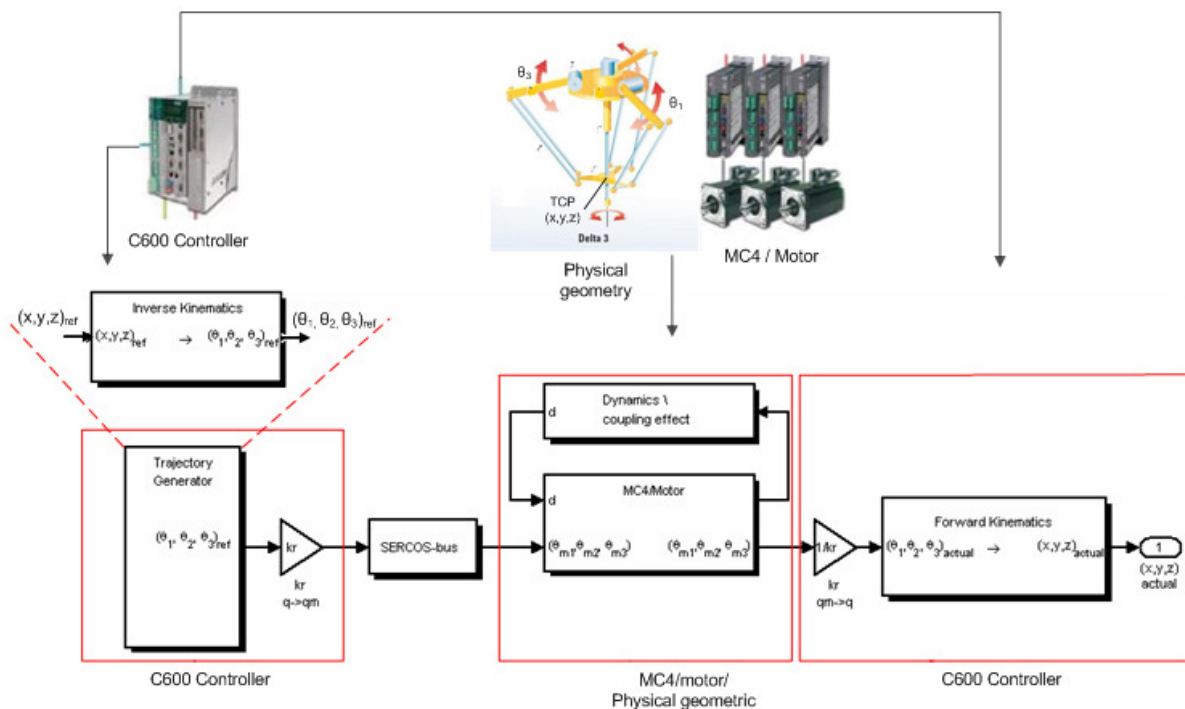 θ3
θ1
TCP
(x,y,z)
Delta 3
C600 Controller
Physical
geometry
MC4 / Motor
Inverse Kinematics
(x,y,z)ref
(x,y,z)ref → (θ1,θ2, θ3)ref
(θ1, θ2, θ3)ref
Dynamics \
coupling effect
d
Trajectory
Generator
(θ1, θ2, θ3)ref
kr
kr
q->qm
SERCOS-bus
MC4/Motor
d
(θm1,θm2, θm3) (θm1,θm2, θm3)
1/kr
kr
qm->q
Forward Kinematics
(θ1, θ2, θ3)actual → (x,y,z)actual
1
(x,y,z)
actual
C600 Controller
MC4/motor/
Physical geometric
C600 Controller